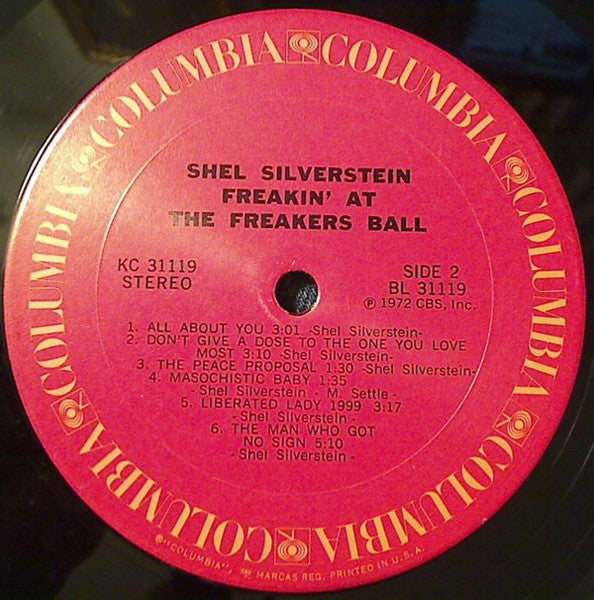 COLUMBIA COLUMBIA COLUMBIA COLUMBIA COLUMBIA COLUMBIA COLUMBIA
SHEL SILVERSTEIN
FREAKIN' AT
THE FREAKERS BALL
KC 31119
STEREO
SIDE 2
BL 31119
℗ 1972 CBS, Inc.
1. ALL ABOUT YOU 3:01 -Shel Silverstein-
2. DON'T GIVE A DOSE TO THE ONE YOU LOVE
MOST 3:10 -Shel Silverstein-
3. THE PEACE PROPOSAL 1:30 -Shel Silverstein-
4. MASOCHISTIC BABY 1:35
- Shel Silverstein - M. Settle -
5. LIBERATED LADY 1999 3:17
- Shel Silverstein -
6. THE MAN WHO GOT
NO SIGN 5:10
- Shel Silverstein -
®"COLUMBIA", MARCAS REG. PRINTED IN U.S.A.